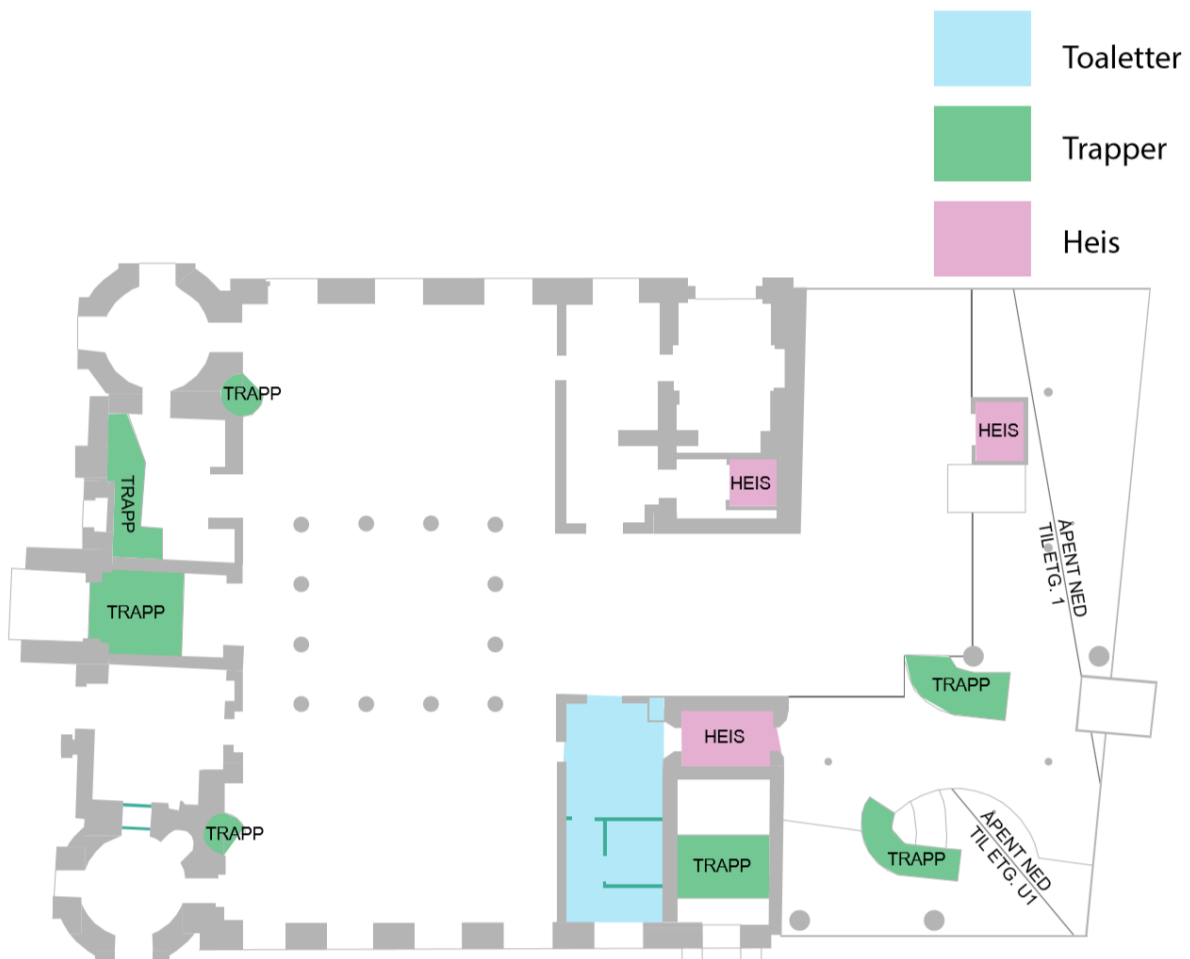 Toaletter
Trapper
Heis
TRAPP
HEIS
HEIS
TRAPP
ÅPENT NED
TIL ETG. 1
TRAPP
TRAPP
HEIS
TRAPP
TRAPP
TRAPP
ÅPENT NED
TIL ETG. U1